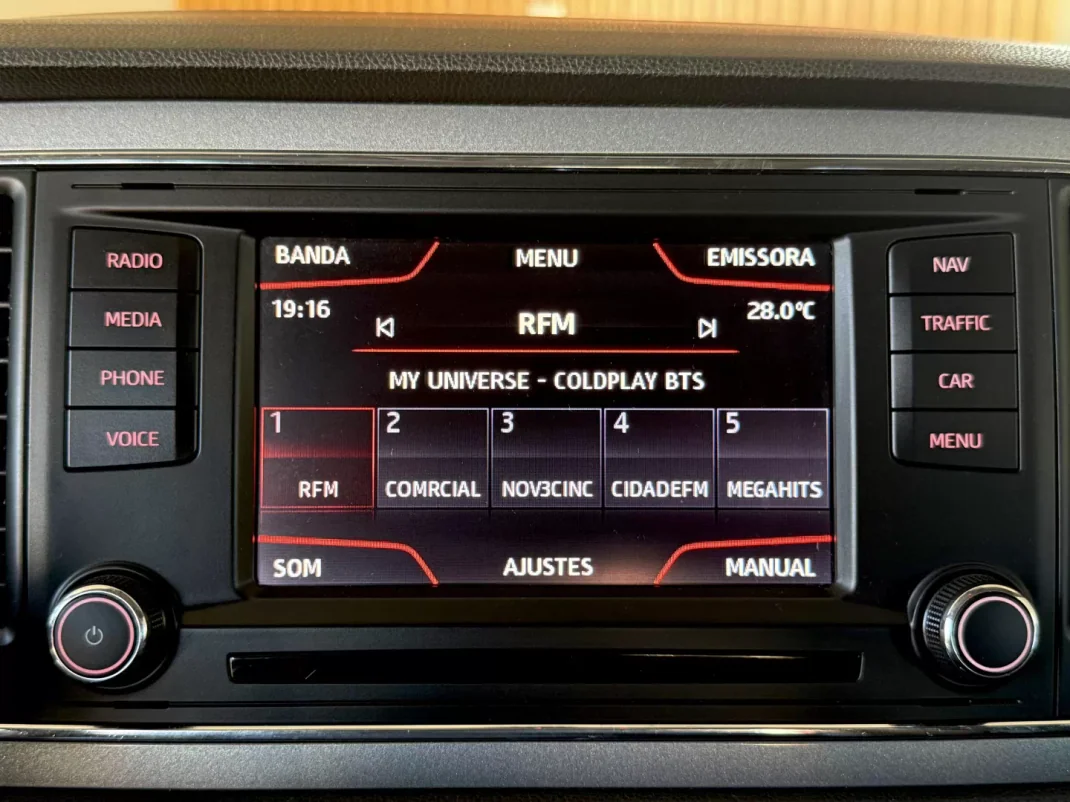 RADIO
MEDIA
PHONE
VOICE
BANDA
MENU
EMISSORA
19:16
RFM
28.0°C
MY UNIVERSE - COLDPLAY BTS
1
2
3
4
5
RFM
COMRCIAL
NOV3CINC
CIDADEFM
MEGAHITS
SOM
AJUSTES
MANUAL
NAV
TRAFFIC
CAR
MENU